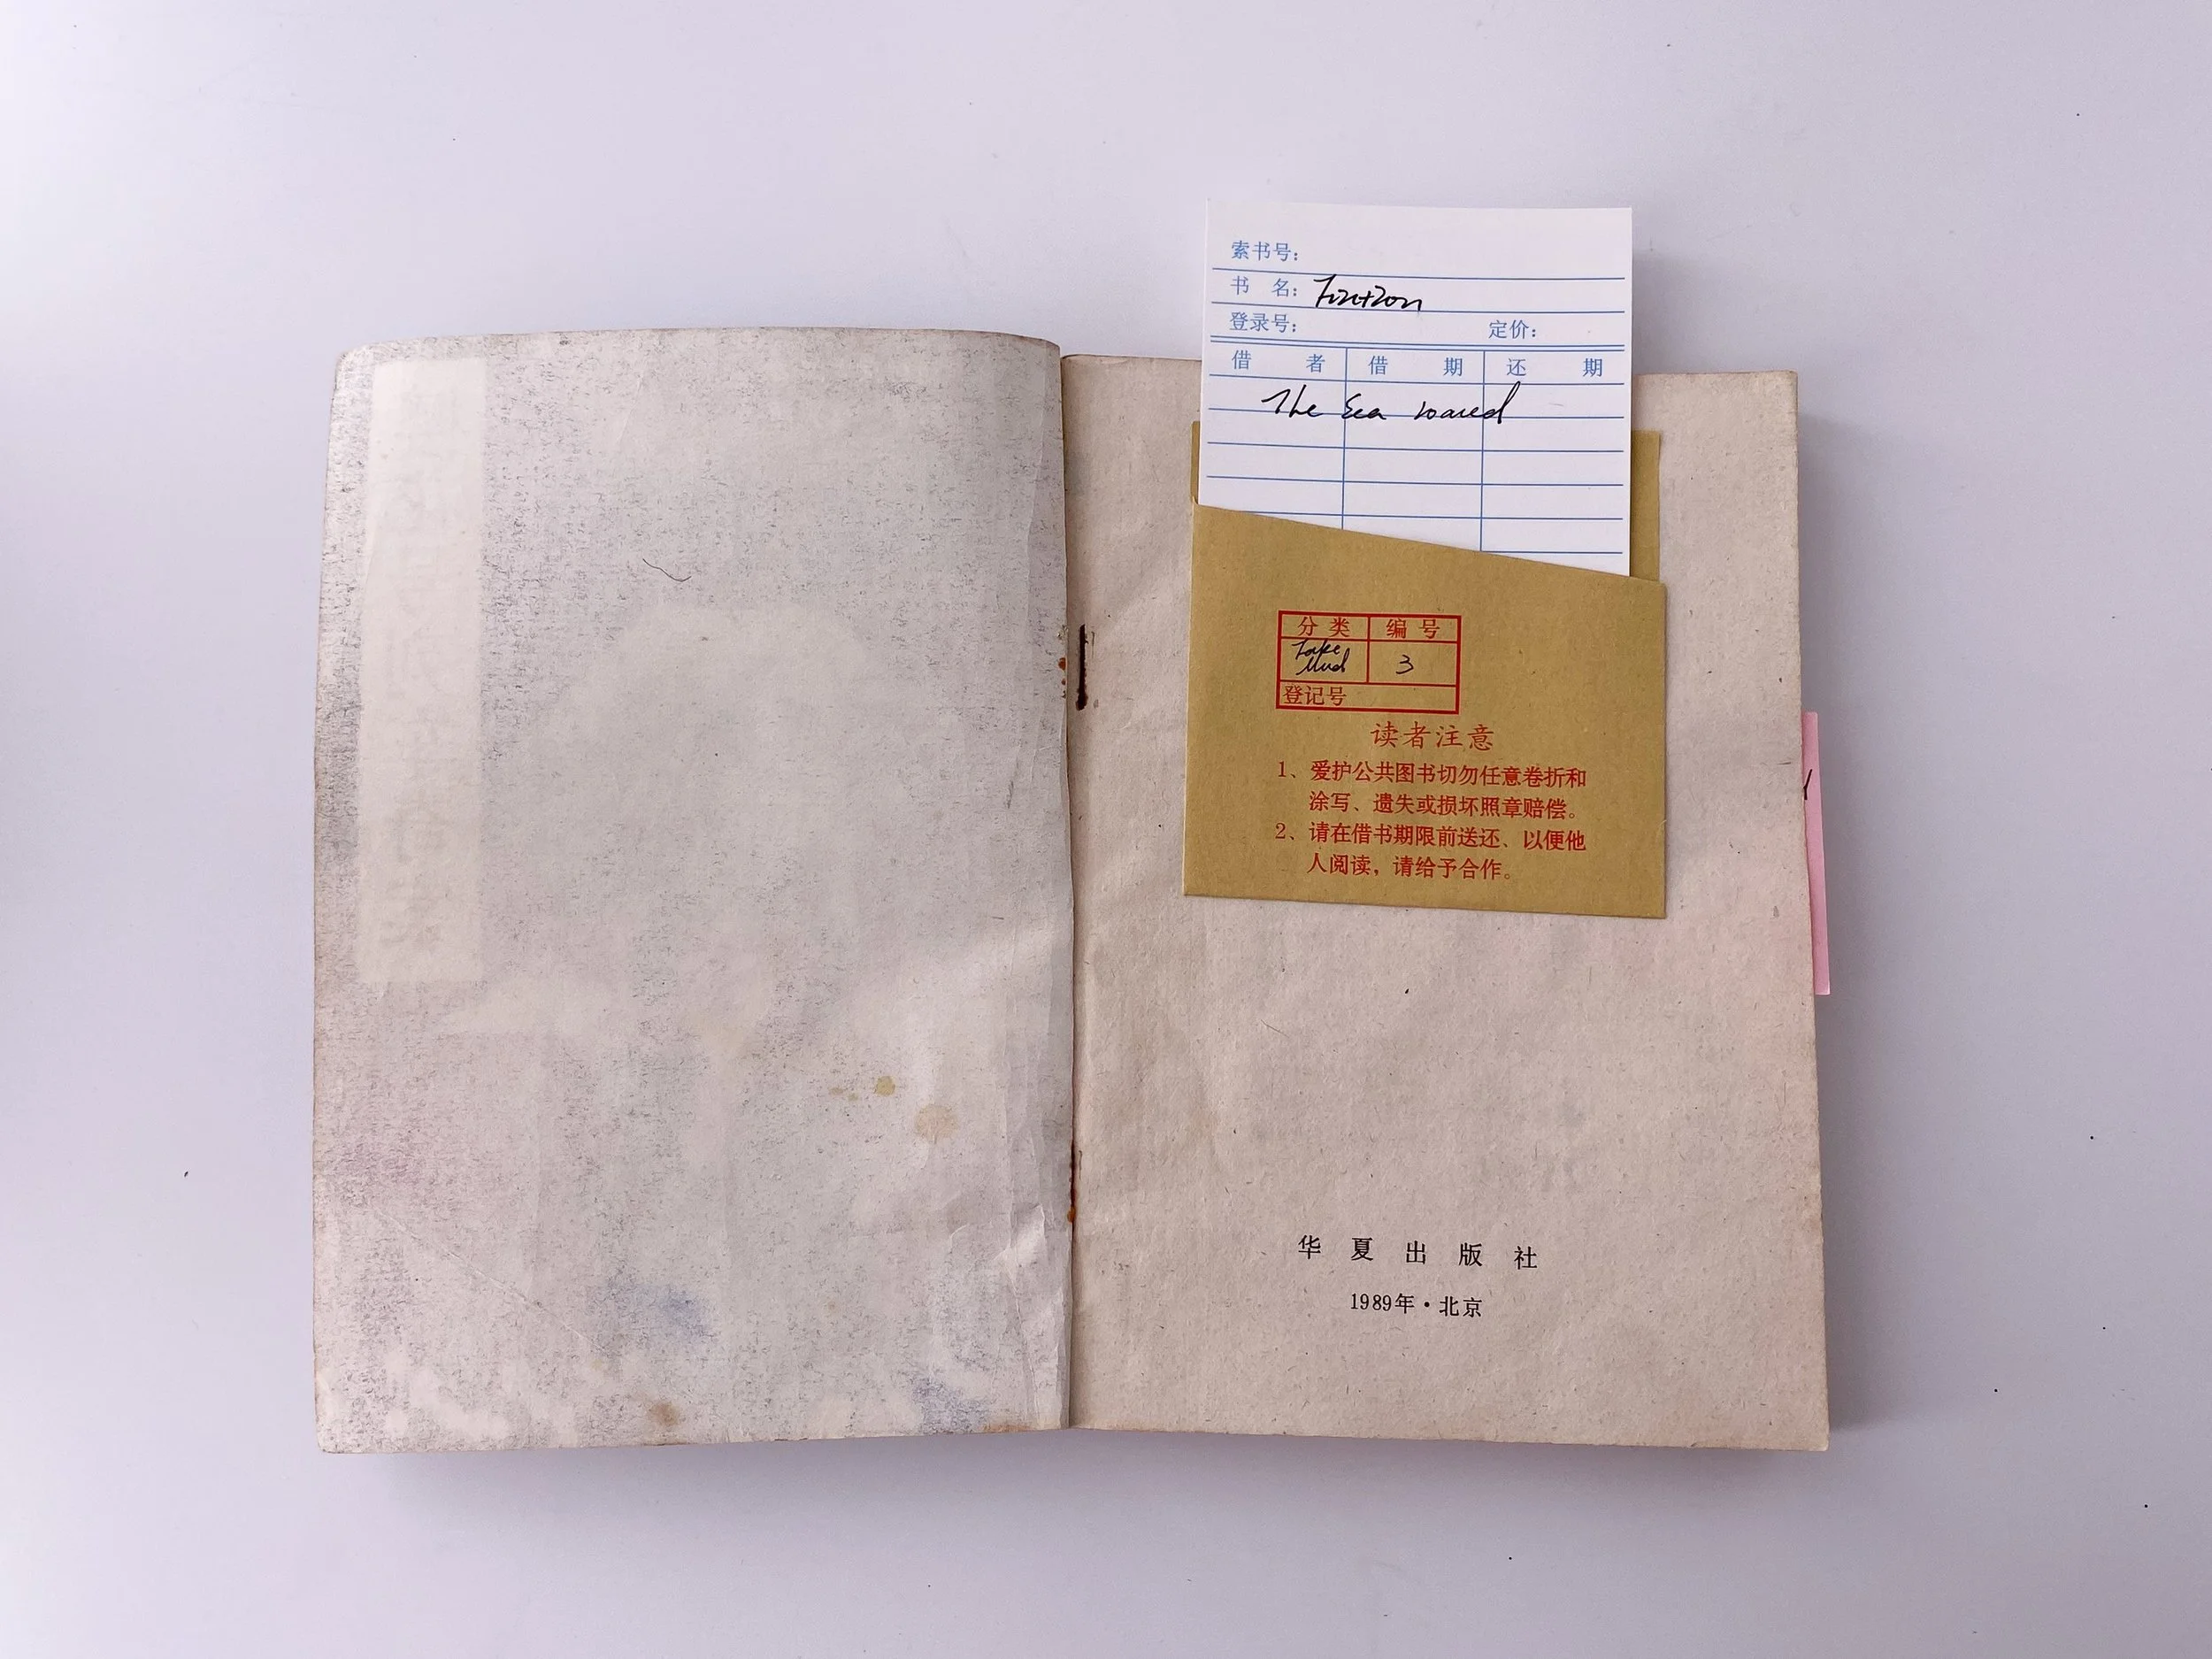 索书号:
书 名:
登录号: 定价:
借 者 借 期 还 期
The Sea roared
分类 编号
Take 3
Mud
登记号
读者注意
1、爱护公共图书切勿任意卷折和
涂写、遗失或损坏照章赔偿。
2、请在借书期限前送还、以便他
人阅读，请给予合作。
华夏出版社
1989年·北京